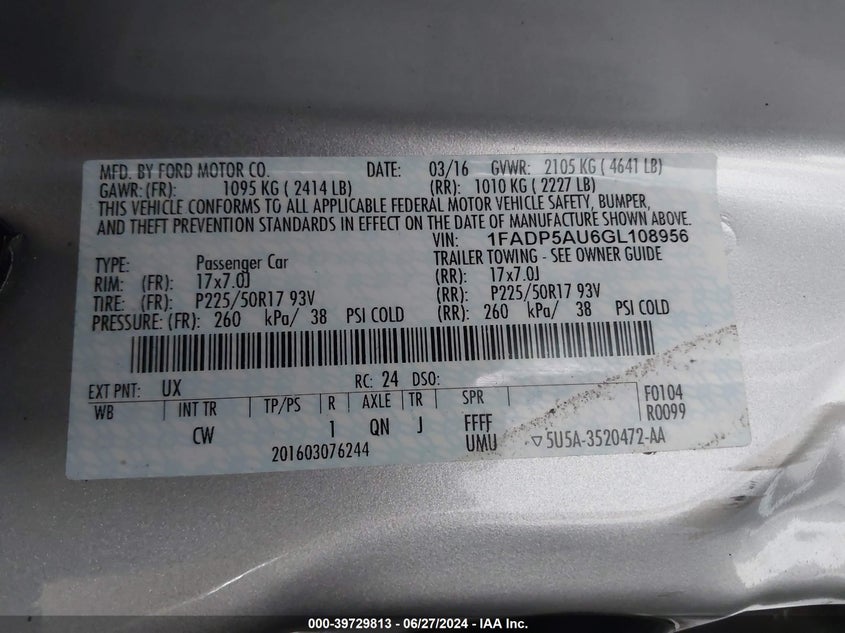 MFD. BY FORD MOTOR CO. DATE: 03/16 GVWR: 2105 KG ( 4641 LB)
GAWR: (FR): 1095 KG ( 2414 LB) (RR): 1010 KG ( 2227 LB)
THIS VEHICLE CONFORMS TO ALL APPLICABLE FEDERAL MOTOR VEHICLE SAFETY, BUMPER,
AND THEFT PREVENTION STANDARDS IN EFFECT ON THE DATE OF MANUFACTURE SHOWN ABOVE.
VIN: 1FADP5AU6GL108956
TYPE: Passenger Car TRAILER TOWING - SEE OWNER GUIDE
RIM: (FR): 17x7.0J (RR): 17x7.0J
TIRE: (FR): P225/50R17 93V (RR): P225/50R17 93V
PRESSURE: (FR): 260 kPa/ 38 PSI COLD (RR): 260 kPa/ 38 PSI COLD
EXT PNT: UX RC: 24 DSO:
WB INT TR TP/PS R AXLE TR SPR F0104
CW 1 QN J FFFF R0099
201603076244 UMU ▽5U5A-3520472-AA
000-39729813 - 06/27/2024 - IAA Inc.